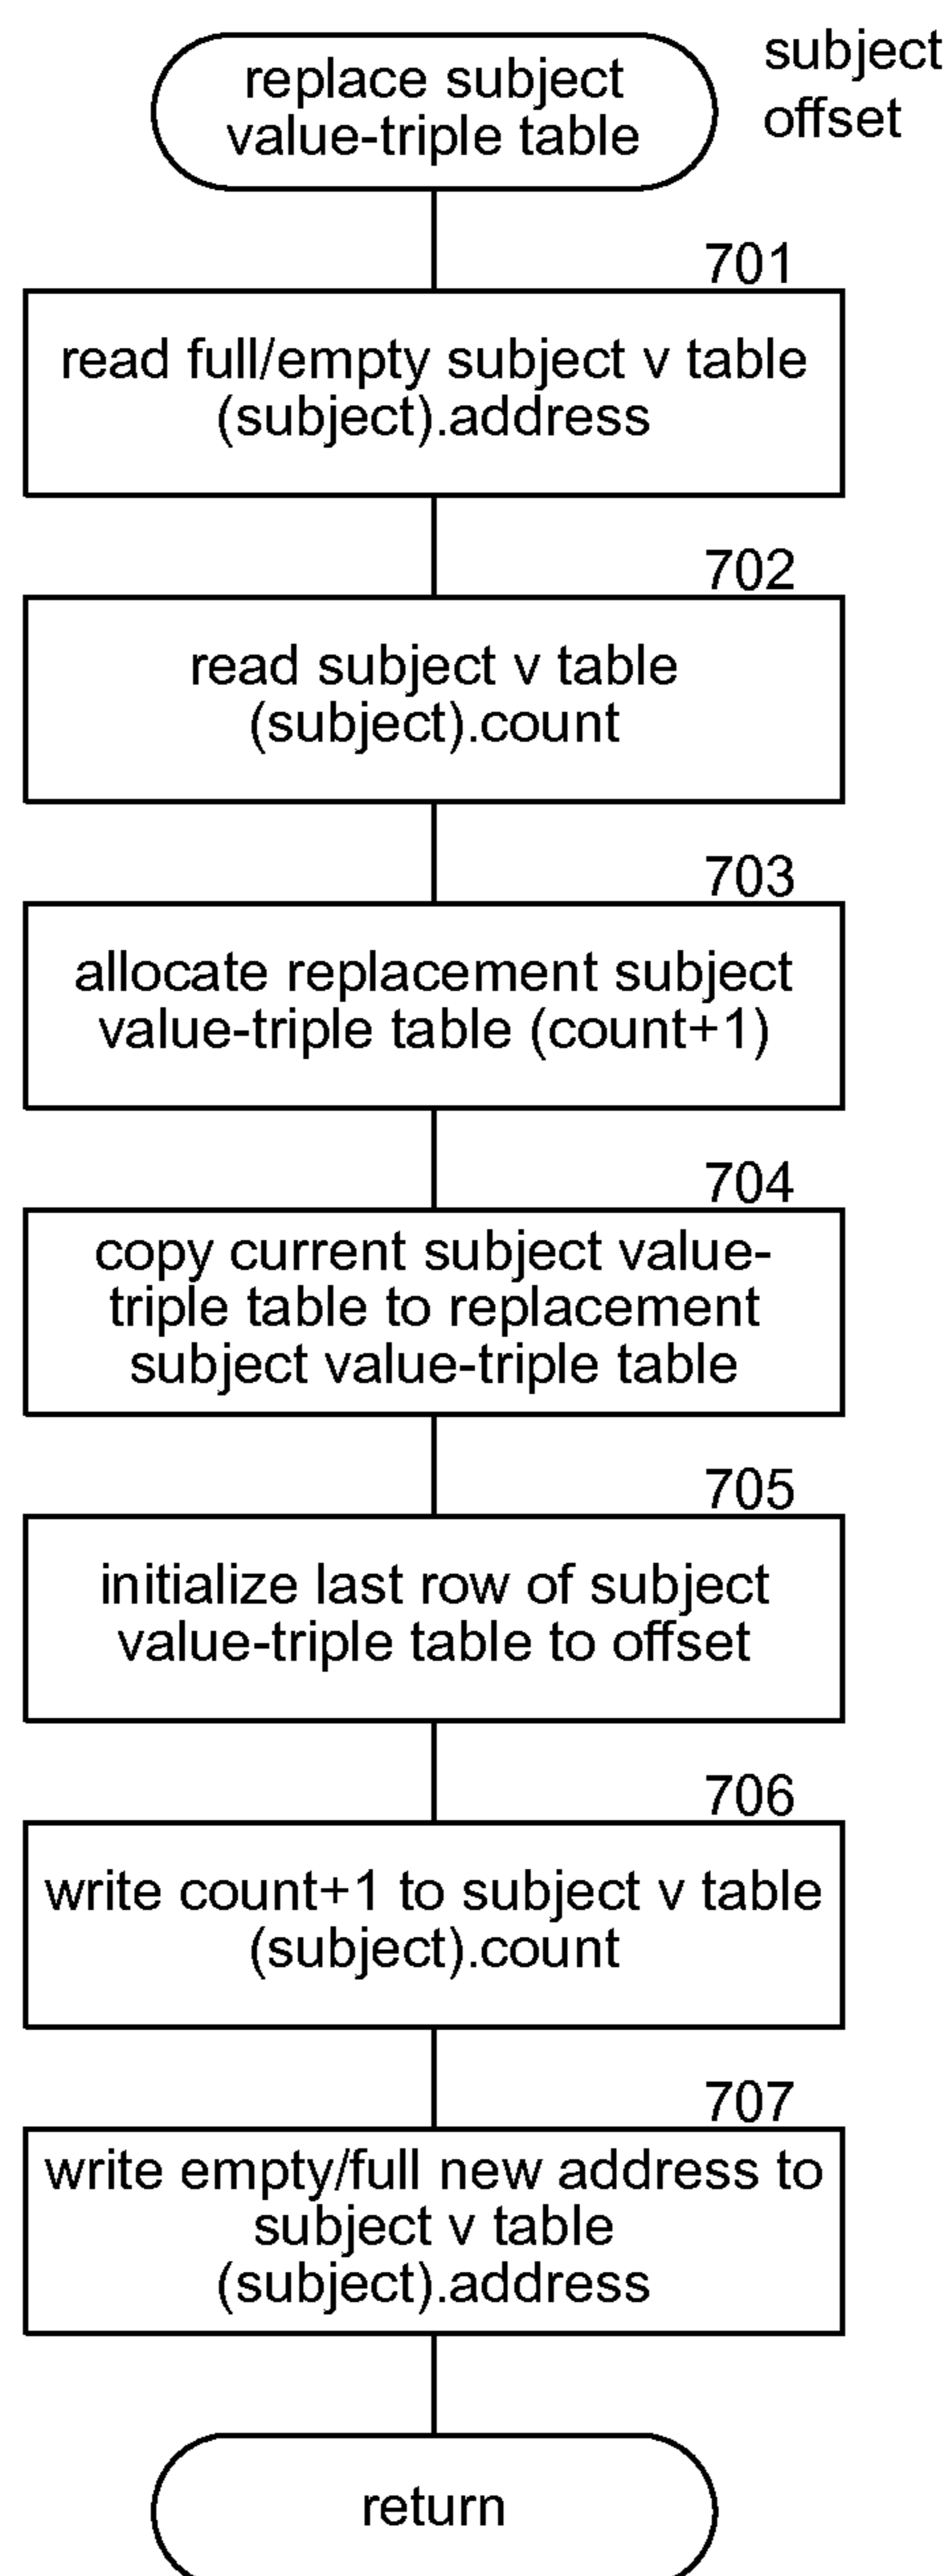 replace subject
value-triple table
subject
offset
701
read full/empty subject v table
(subject).address
702
read subject v table
(subject).count
703
allocate replacement subject
value-triple table (count+1)
704
copy current subject value-
triple table to replacement
subject value-triple table
705
initialize last row of subject
value-triple table to offset
706
write count+1 to subject v table
(subject).count
707
write empty/full new address to
subject v table
(subject).address
return